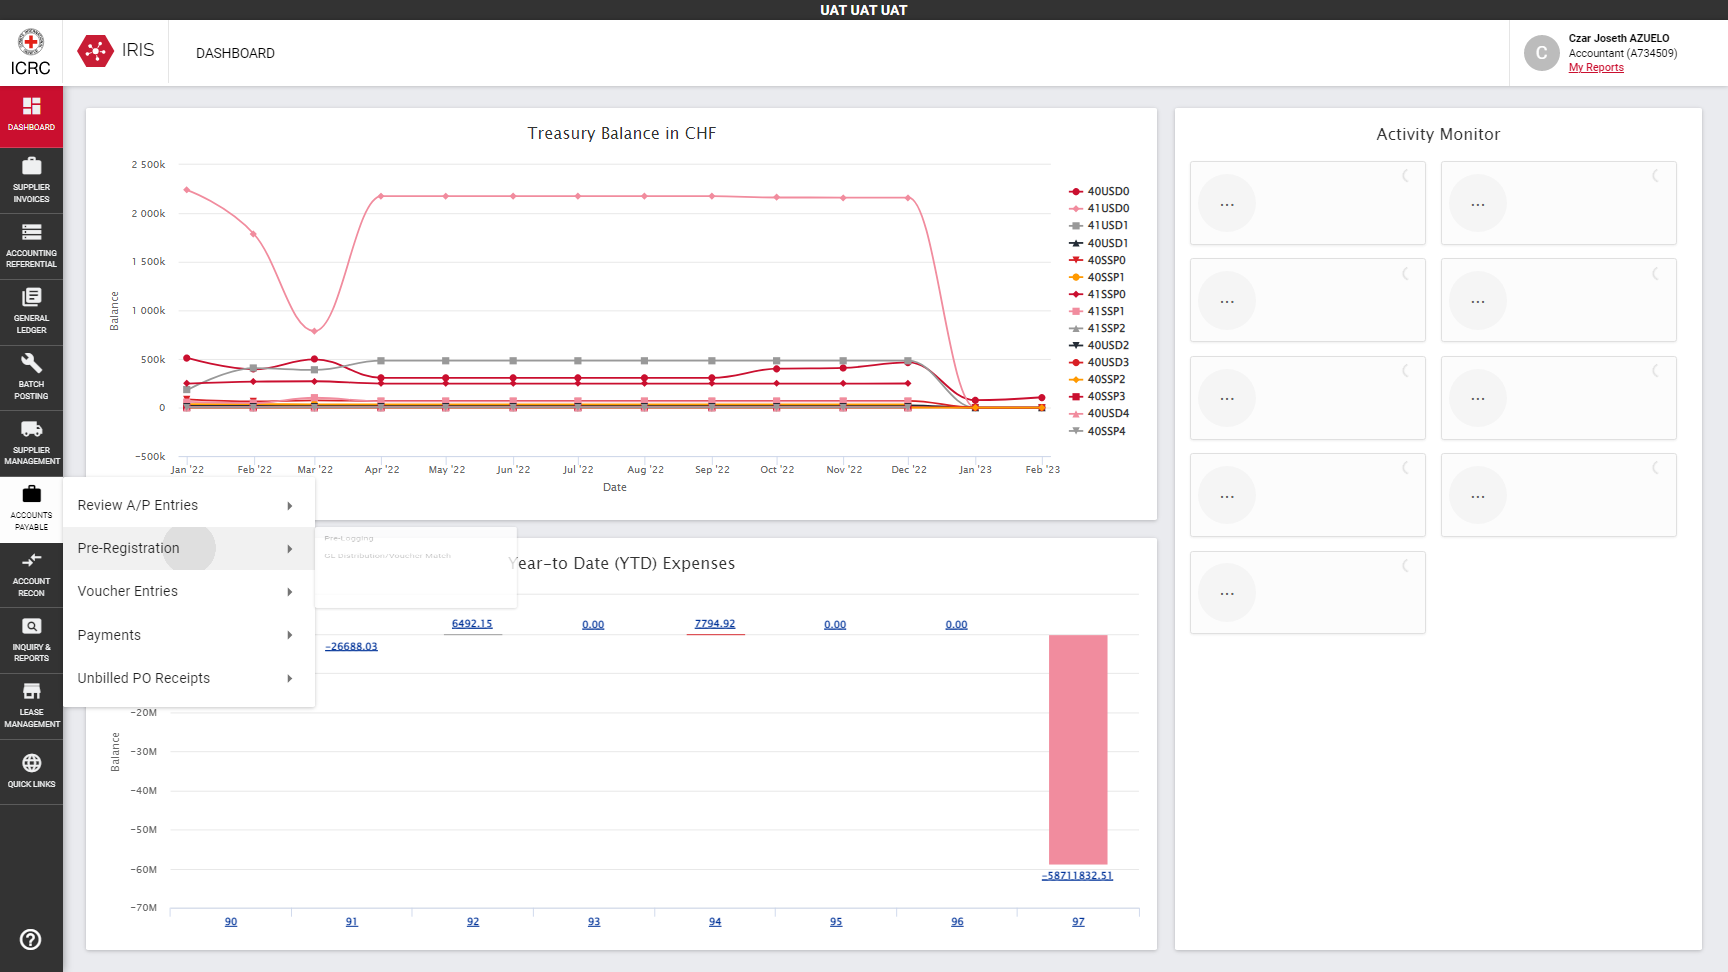 UAT UAT UAT
ICRC
IRIS
DASHBOARD
C
Czar Joseth AZUELO
Accountant (A734509)
My Reports
DASHBOARD
SUPPLIER
INVOICES
ACCOUNTING
REFERENTIAL
GENERAL
LEDGER
BATCH
POSTING
SUPPLIER
MANAGEMENT
ACCOUNTS
PAYABLE
ACCOUNT
RECON
INQUIRY &
REPORTS
LEASE
MANAGEMENT
QUICK LINKS
Treasury Balance in CHF
2 500k
2 000k
1 500k
1 000k
500k
0
-500k
Balance
Jan '22
Feb '22
Mar '22
Apr '22
May '22
Jun '22
Jul '22
Aug '22
Sep '22
Oct '22
Nov '22
Dec '22
Jan '23
Feb '23
Date
40USD0
41USD0
41USD1
40USD1
40SSP0
40SSP1
41SSP0
41SSP1
41SSP2
40USD2
40USD3
40SSP2
40SSP3
40USD4
40SSP4
Review A/P Entries
Pre-Registration
Voucher Entries
Payments
Unbilled PO Receipts
Pre-Logging
GL Distribution/Voucher Match
Year-to Date (YTD) Expenses
-26688.03
6492.15
0.00
7794.92
0.00
0.00
-58711832.51
-20M
-30M
-40M
-50M
-60M
-70M
Balance
90
91
92
93
94
95
96
97
Activity Monitor
...
...
...
...
...
...
...
...
...